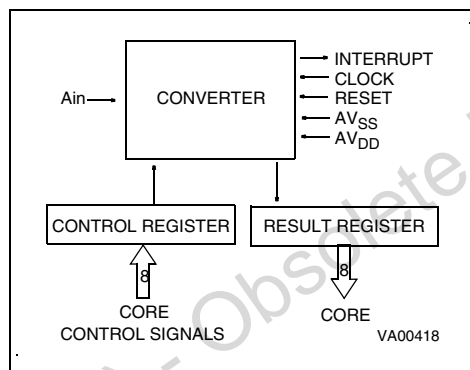 INTERRUPT
CLOCK
Ain
CONVERTER
RESET
AVSS
AVDD
CONTROL REGISTER
RESULT REGISTER
8
8
CORE
CONTROL SIGNALS
CORE
VA00418
- Obsolete